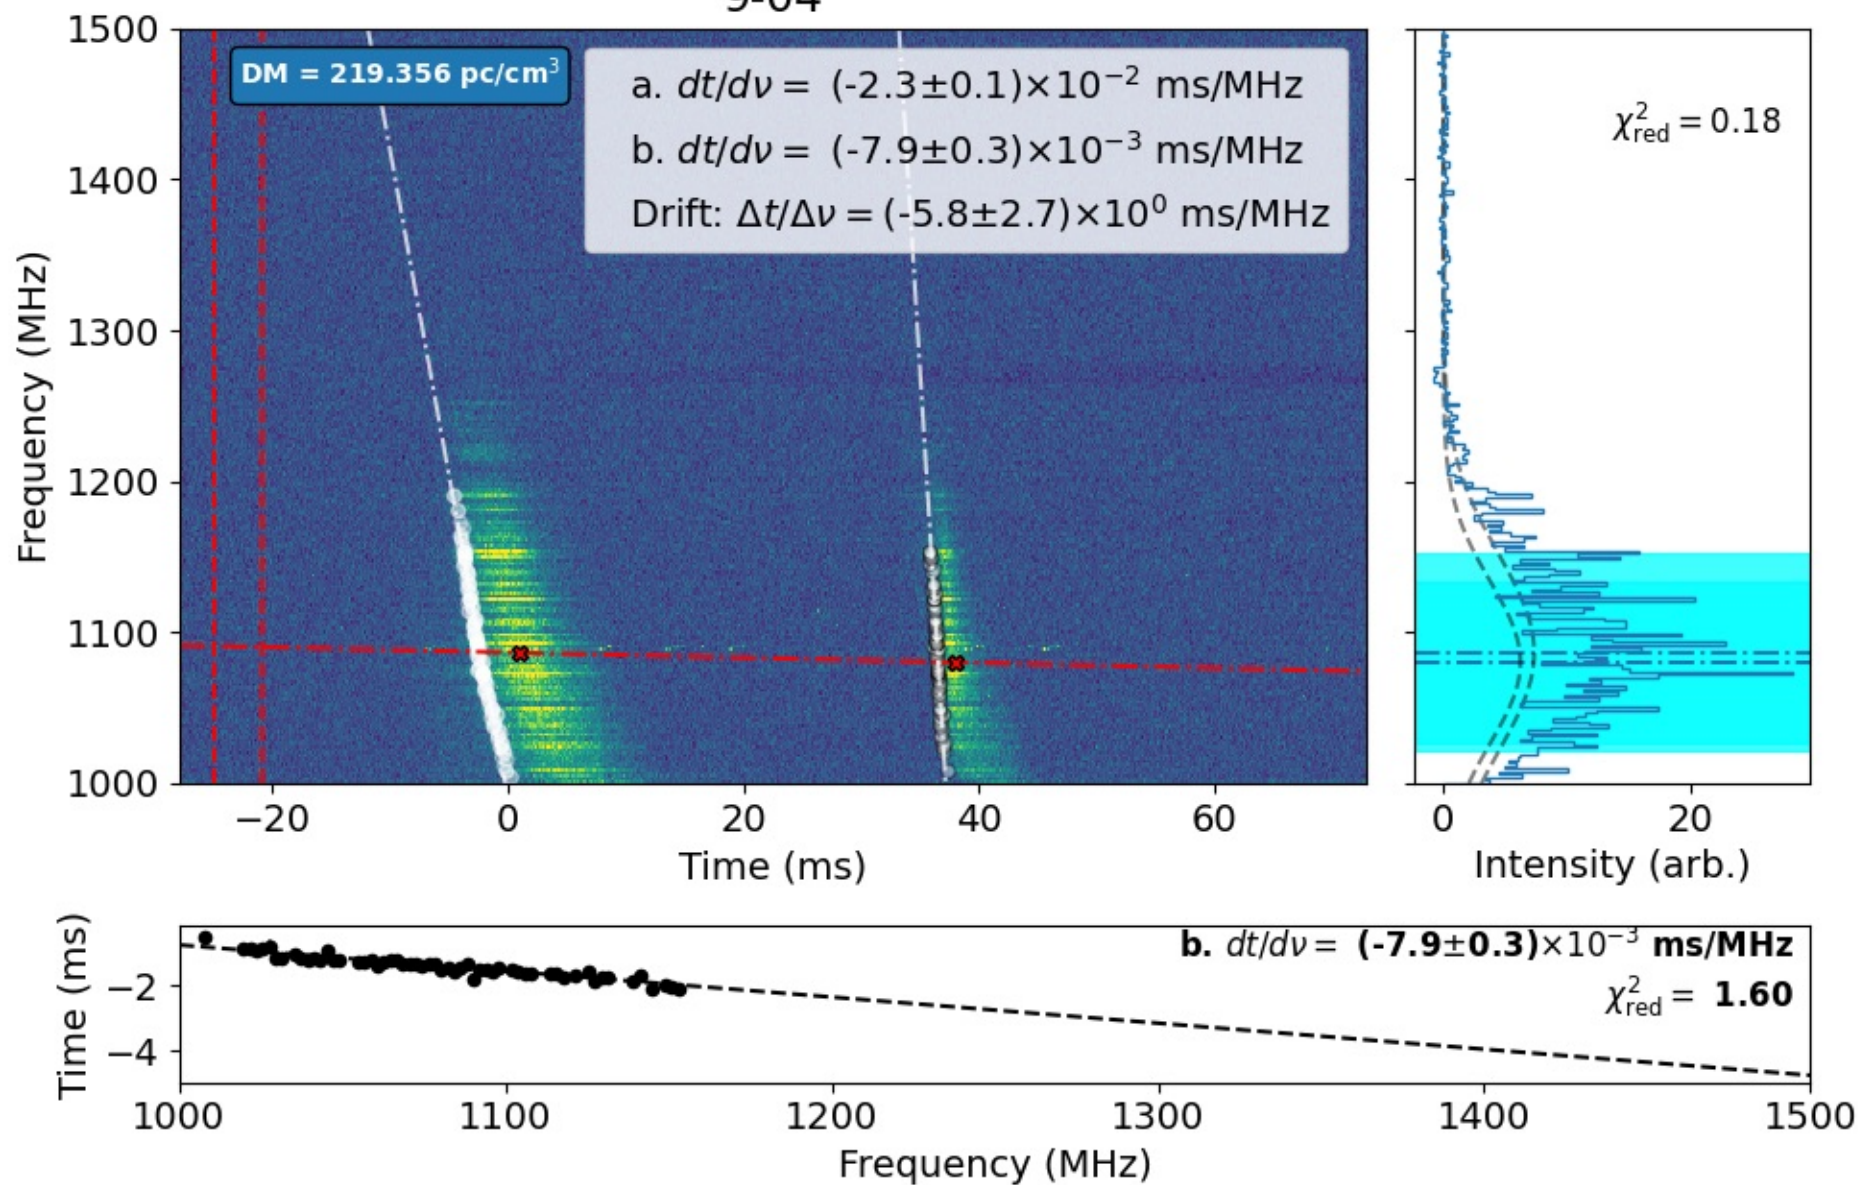 9-04
1500
1400
1300
1200
1100
1000
Frequency (MHz)
DM = 219.356 pc/cm³
a. dt/dν = (-2.3±0.1)×10⁻² ms/MHz
b. dt/dν = (-7.9±0.3)×10⁻³ ms/MHz
Drift: Δt/Δν = (-5.8±2.7)×10⁰ ms/MHz
−20 0 20 40 60
Time (ms)
χ²red = 0.18
0 20
Intensity (arb.)
Time (ms)
−2
−4
b. dt/dν = (-7.9±0.3)×10⁻³ ms/MHz
χ²red = 1.60
1000 1100 1200 1300 1400 1500
Frequency (MHz)